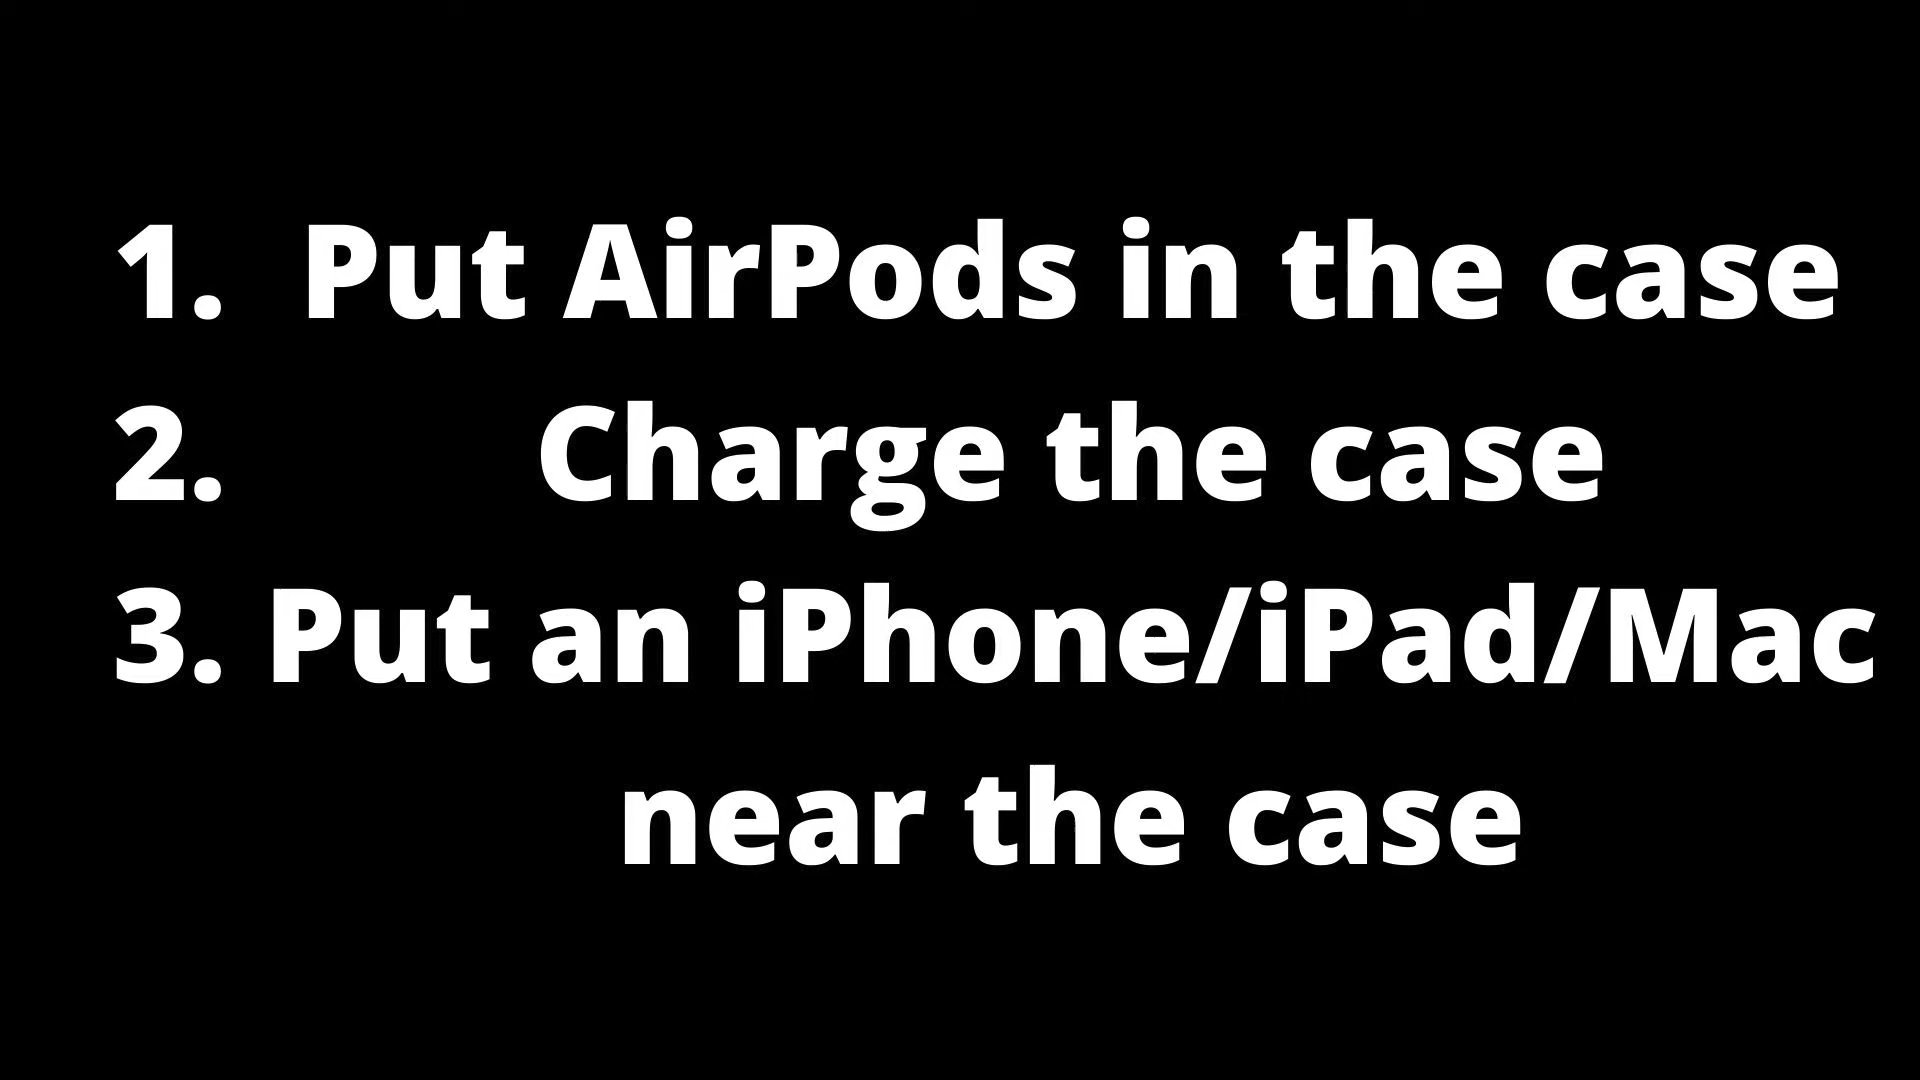 1. Put AirPods in the case
2. Charge the case
3. Put an iPhone/iPad/Mac
near the case